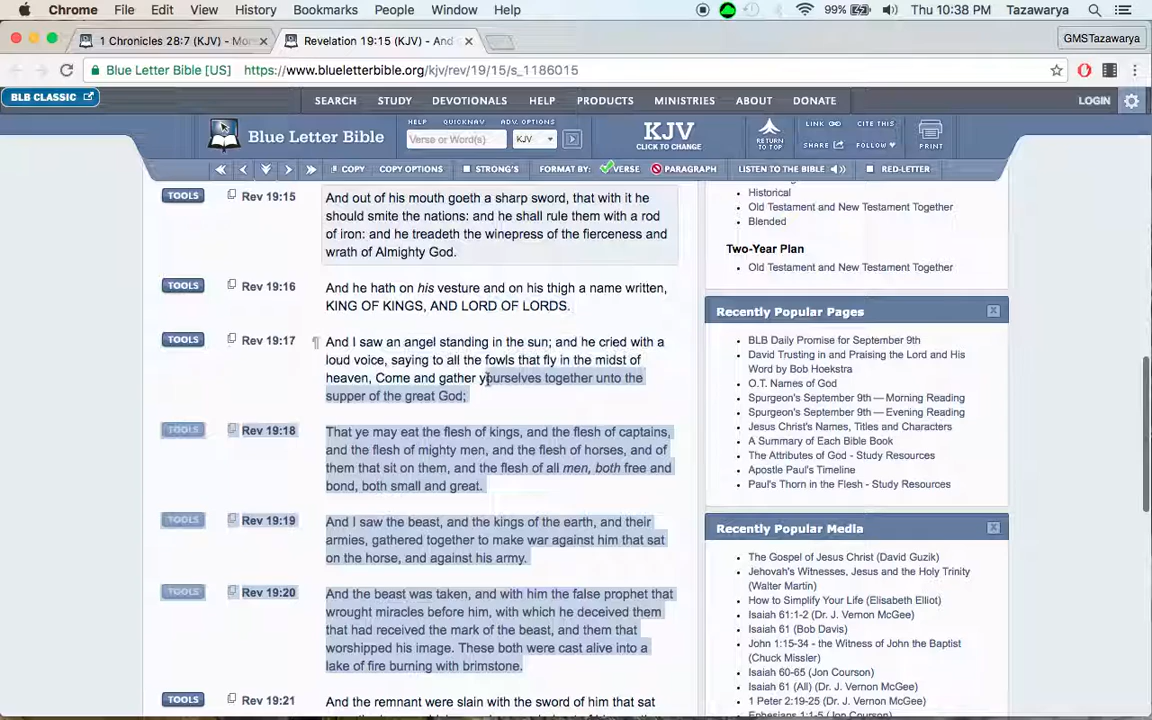 Chrome File Edit View History Bookmarks People Window Help 99% Thu 10:38 PM Tazawarya
1 Chronicles 28:7 (KJV) - Mor
Revelation 19:15 (KJV) - And
GMSTazawarya
Blue Letter Bible [US] https://www.blueletterbible.org/kjv/rev/19/15/s_1186015
BLB CLASSIC
SEARCH STUDY DEVOTIONALS HELP PRODUCTS MINISTRIES ABOUT DONATE LOGIN
Blue Letter Bible
HELP QUICKNAV ADV. OPTIONS
Verse or Word(s) KJV
KJV
CLICK TO CHANGE
RETURN
TO TOP
LINK CITE THIS
SHARE FOLLOW
PRINT
COPY COPY OPTIONS STRONG'S FORMAT BY: VERSE PARAGRAPH LISTEN TO THE BIBLE RED-LETTER
TOOLS Rev 19:15
And out of his mouth goeth a sharp sword, that with it he
should smite the nations: and he shall rule them with a rod
of iron: and he treadeth the winepress of the fierceness and
wrath of Almighty God.
TOOLS Rev 19:16
And he hath on his vesture and on his thigh a name written,
KING OF KINGS, AND LORD OF LORDS.
TOOLS Rev 19:17
¶ And I saw an angel standing in the sun; and he cried with a
loud voice, saying to all the fowls that fly in the midst of
heaven, Come and gather yourselves together unto the
supper of the great God;
TOOLS Rev 19:18
That ye may eat the flesh of kings, and the flesh of captains,
and the flesh of mighty men, and the flesh of horses, and of
them that sit on them, and the flesh of all men, both free and
bond, both small and great.
TOOLS Rev 19:19
And I saw the beast, and the kings of the earth, and their
armies, gathered together to make war against him that sat
on the horse, and against his army.
TOOLS Rev 19:20
And the beast was taken, and with him the false prophet that
wrought miracles before him, with which he deceived them
that had received the mark of the beast, and them that
worshipped his image. These both were cast alive into a
lake of fire burning with brimstone.
TOOLS Rev 19:21
And the remnant were slain with the sword of him that sat
Historical
Old Testament and New Testament Together
Blended
Two-Year Plan
Old Testament and New Testament Together
Recently Popular Pages
BLB Daily Promise for September 9th
David Trusting in and Praising the Lord and His
Word by Bob Hoekstra
O.T. Names of God
Spurgeon's September 9th — Morning Reading
Spurgeon's September 9th — Evening Reading
Jesus Christ's Names, Titles and Characters
A Summary of Each Bible Book
The Attributes of God - Study Resources
Apostle Paul's Timeline
Paul's Thorn in the Flesh - Study Resources
Recently Popular Media
The Gospel of Jesus Christ (David Guzik)
Jehovah's Witnesses, Jesus and the Holy Trinity
(Walter Martin)
How to Simplify Your Life (Elisabeth Elliot)
Isaiah 61:1-2 (Dr. J. Vernon McGee)
Isaiah 61 (Bob Davis)
John 1:15-34 - the Witness of John the Baptist
(Chuck Missler)
Isaiah 60-65 (Jon Courson)
Isaiah 61 (All) (Dr. J. Vernon McGee)
1 Peter 2:19-25 (Dr. J. Vernon McGee)
Ephesians 1:1-5 (Jon Courson)